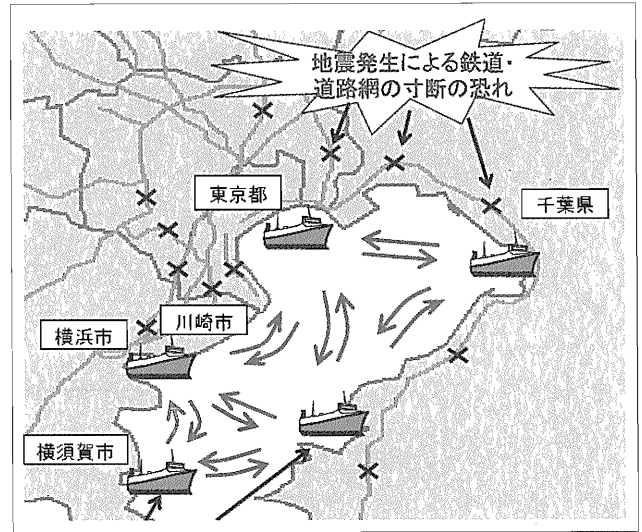 地震発生による鉄道・
道路網の寸断の恐れ
東京都
千葉県
川崎市
横浜市
横須賀市